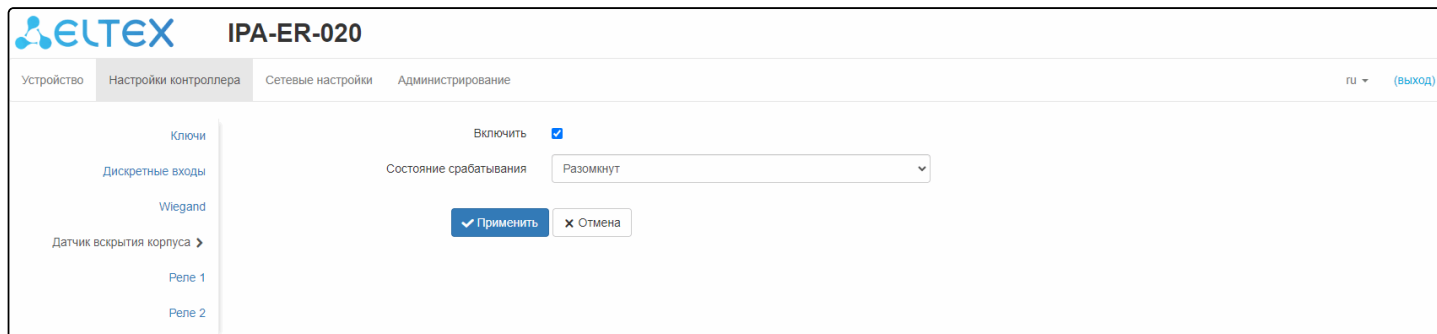 ELTEX IPA-ER-020
Устройство Настройки контроллера Сетевые настройки Администрирование ru (выход)
Ключи
Дискретные входы
Wiegand
Датчик вскрытия корпуса
Реле 1
Реле 2
Включить
Состояние срабатывания Разомкнут
Применить Отмена